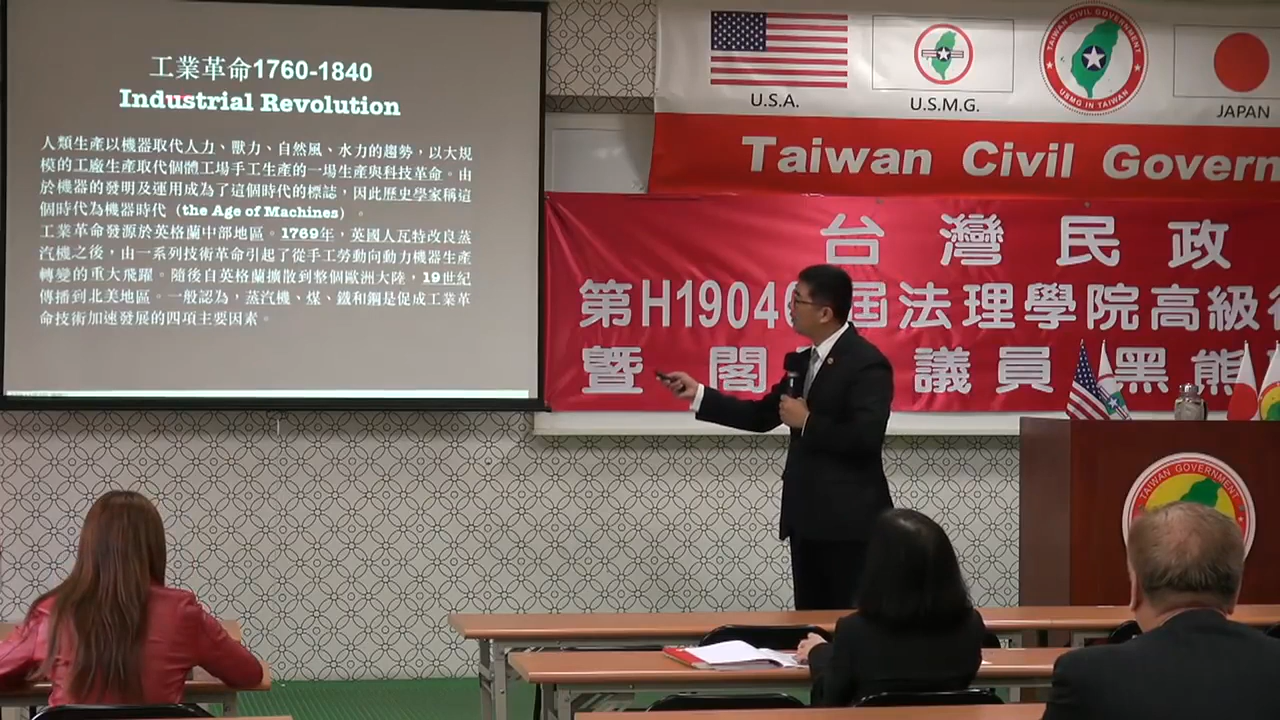 工業革命1760-1840
Industrial Revolution
人類生產以機器取代人力、獸力、自然風、水力的趨勢，以大規
模的工廠生產取代個體工場手工生產的一場生產與科技革命。由
於機器的發明及運用成為了這個時代的標誌，因此歷史學家稱這
個時代為機器時代（the Age of Machines）。
工業革命發源於英格蘭中部地區。1769年，英國人瓦特改良蒸
汽機之後，由一系列技術革命引起了從手工勞動向動力機器生產
轉變的重大飛躍。隨後自英格蘭擴散到整個歐洲大陸，19世紀
傳播到北美地區。一般認為，蒸汽機、煤、鐵和鋼是促成工業革
命技術加速發展的四項主要因素。
U.S.A.
U.S.M.G.
TAIWAN CIVIL GOVERNMENT
USMG IN TAIWAN
JAPAN
Taiwan Civil Governm
台灣民政
第H19040 屆法理學院高級
暨閣 議員 黑熊
TAIWAN GOVERNMENT